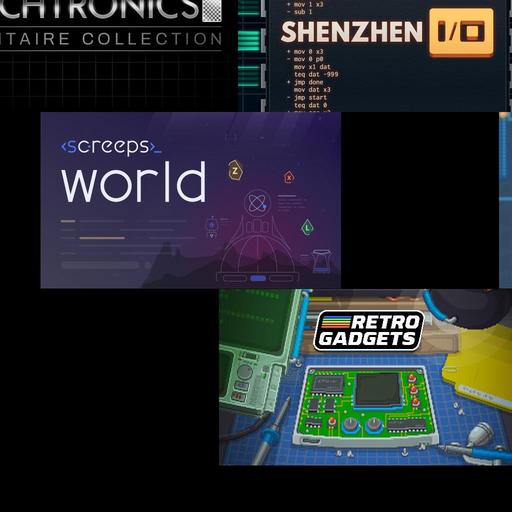 CHTRONICS
ITAIRE COLLECTION
+ mov 1 x3
- sub 1
SHENZHEN I/O
+ mov 0 x3
- mov 0 p0
mov x1 dat
teq dat -999
+ jmp done
mov dat x3
- jmp start
teq dat 0
<screeps>_
world
Z
X
L
RETRO
GADGETS